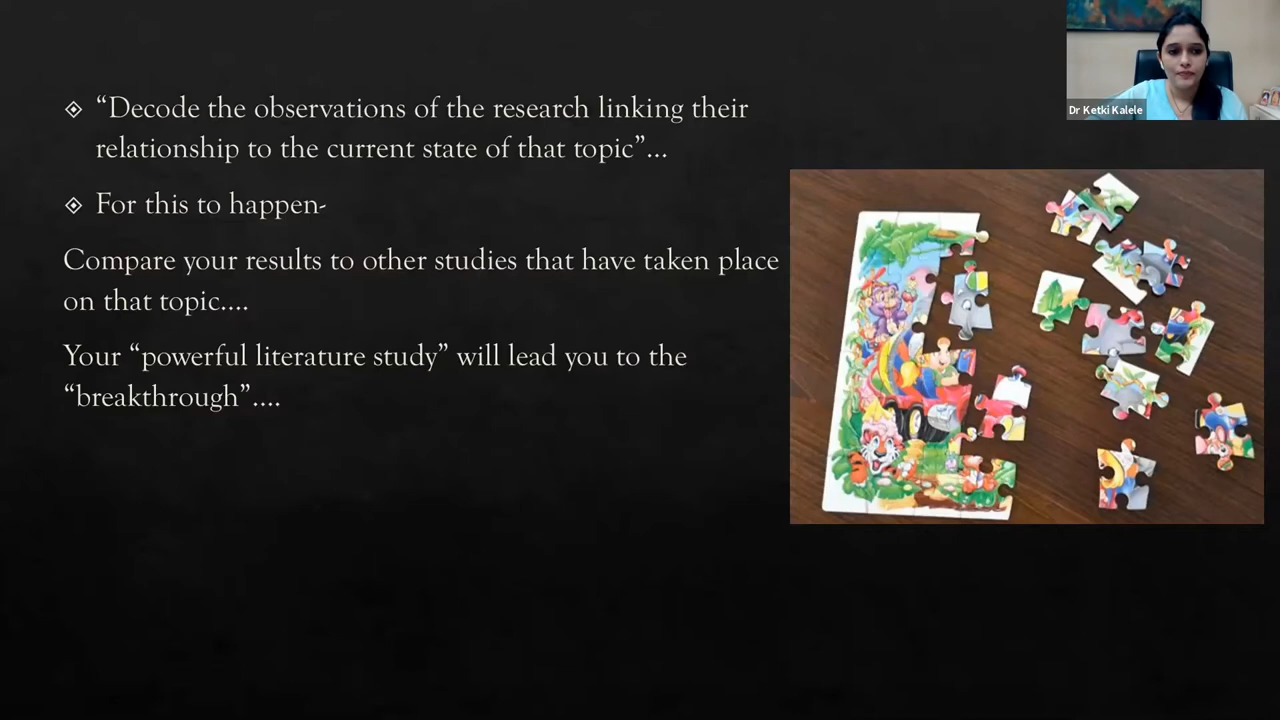 “Decode the observations of the research linking their
relationship to the current state of that topic”...
For this to happen-
Compare your results to other studies that have taken place
on that topic....
Your “powerful literature study” will lead you to the
“breakthrough”....
Dr Ketki Kalele